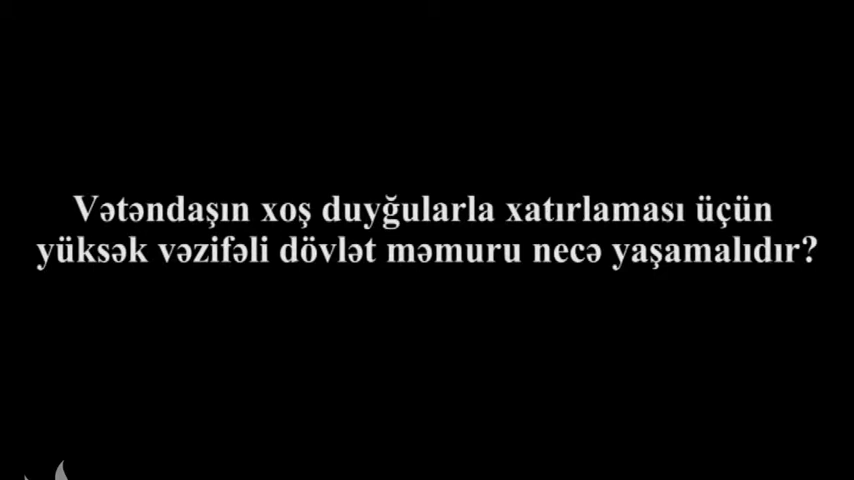 Vətəndaşın xoş duyğularla xatırlaması üçün
yüksək vəzifəli dövlət məmuru necə yaşamalıdır?